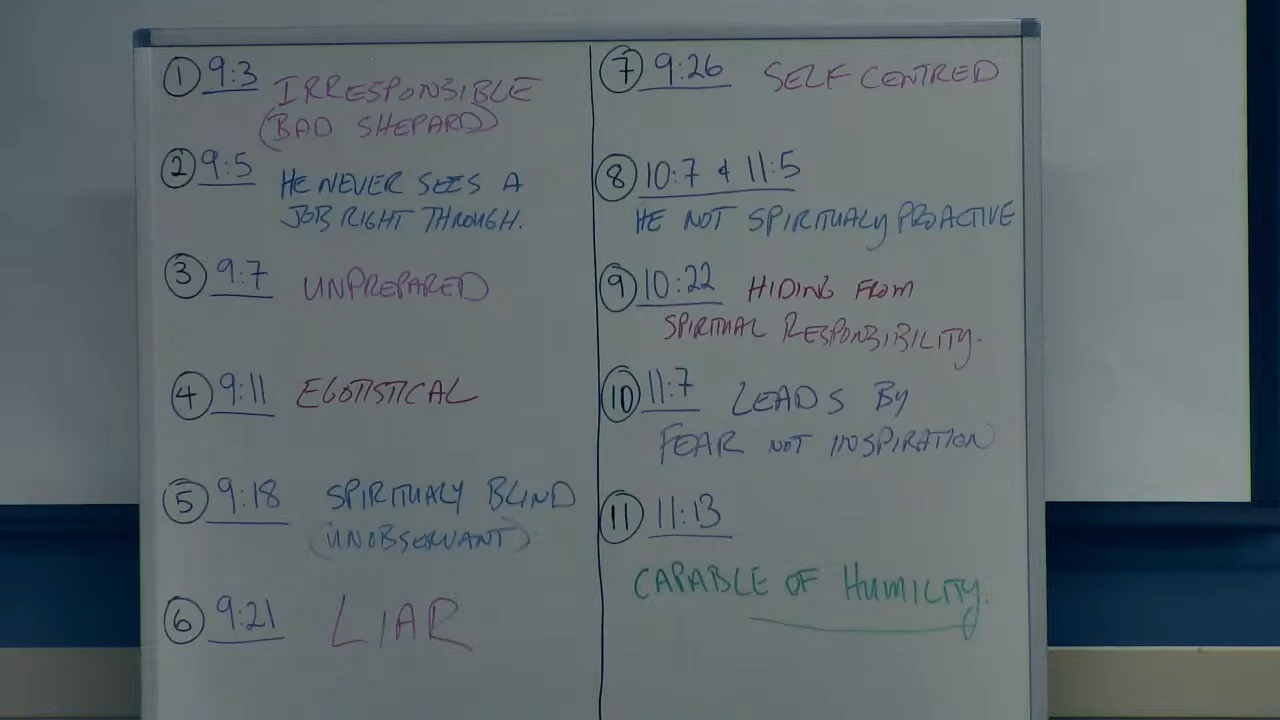 ① 9:3 IRRESPONSIBLE
(BAD SHEPARD)
② 9:5 HE NEVER SEES A
JOB RIGHT THROUGH.
③ 9:7 UNPREPARED
④ 9:11 EGOTISTICAL
⑤ 9:18 SPIRITUALY BLIND
(UNOBSERVANT)
⑥ 9:21 LIAR
⑦ 9:26 SELF CENTRED
⑧ 10:7 & 11:5
HE NOT SPIRITUALY PROACTIVE
⑨ 10:22 HIDING FROM
SPIRITUAL RESPONSIBILITY.
⑩ 11:7 LEADS BY
FEAR NOT INSPIRATION
⑪ 11:13
CAPABLE OF HUMILITY.